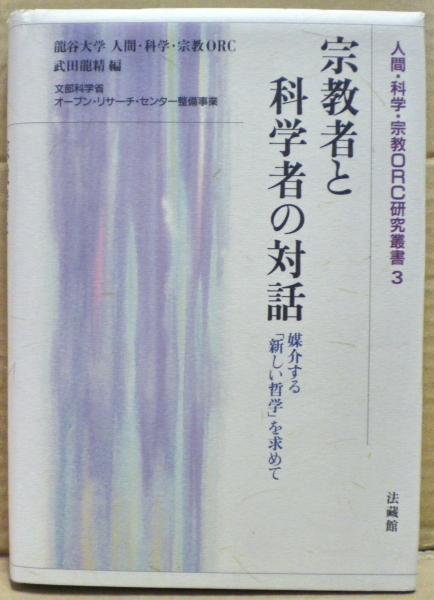 人間・科学・宗教ORC研究叢書 3
宗教者と
科学者の対話
媒介する
「新しい哲学」を求めて
龍谷大学 人間・科学・宗教ORC
武田龍精 編
文部科学省
オープン・リサーチ・センター整備事業
法藏館